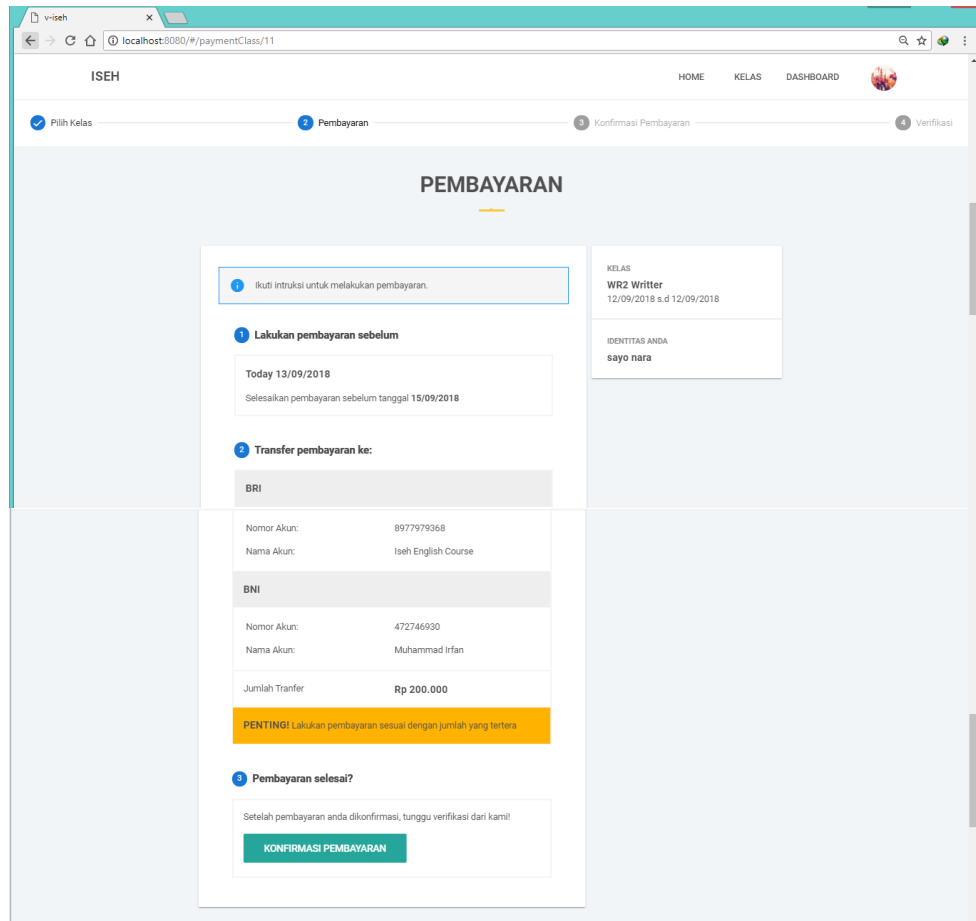 v-iseh
localhost:8080/#/paymentClass/11
ISEH
HOME KELAS DASHBOARD
Pilih Kelas
2 Pembayaran
3 Konfirmasi Pembayaran
4 Verifikasi
PEMBAYARAN
Ikuti intruksi untuk melakukan pembayaran.
1 Lakukan pembayaran sebelum
Today 13/09/2018
Selesaikan pembayaran sebelum tanggal 15/09/2018
2 Transfer pembayaran ke:
BRI
Nomor Akun: 8977979368
Nama Akun: Iseh English Course
BNI
Nomor Akun: 472746930
Nama Akun: Muhammad Irfan
Jumlah Tranfer Rp 200.000
PENTING! Lakukan pembayaran sesuai dengan jumlah yang tertera
3 Pembayaran selesai?
Setelah pembayaran anda dikonfirmasi, tunggu verifikasi dari kami!
KONFIRMASI PEMBAYARAN
KELAS
WR2 Writter
12/09/2018 s.d 12/09/2018
IDENTITAS ANDA
sayo nara